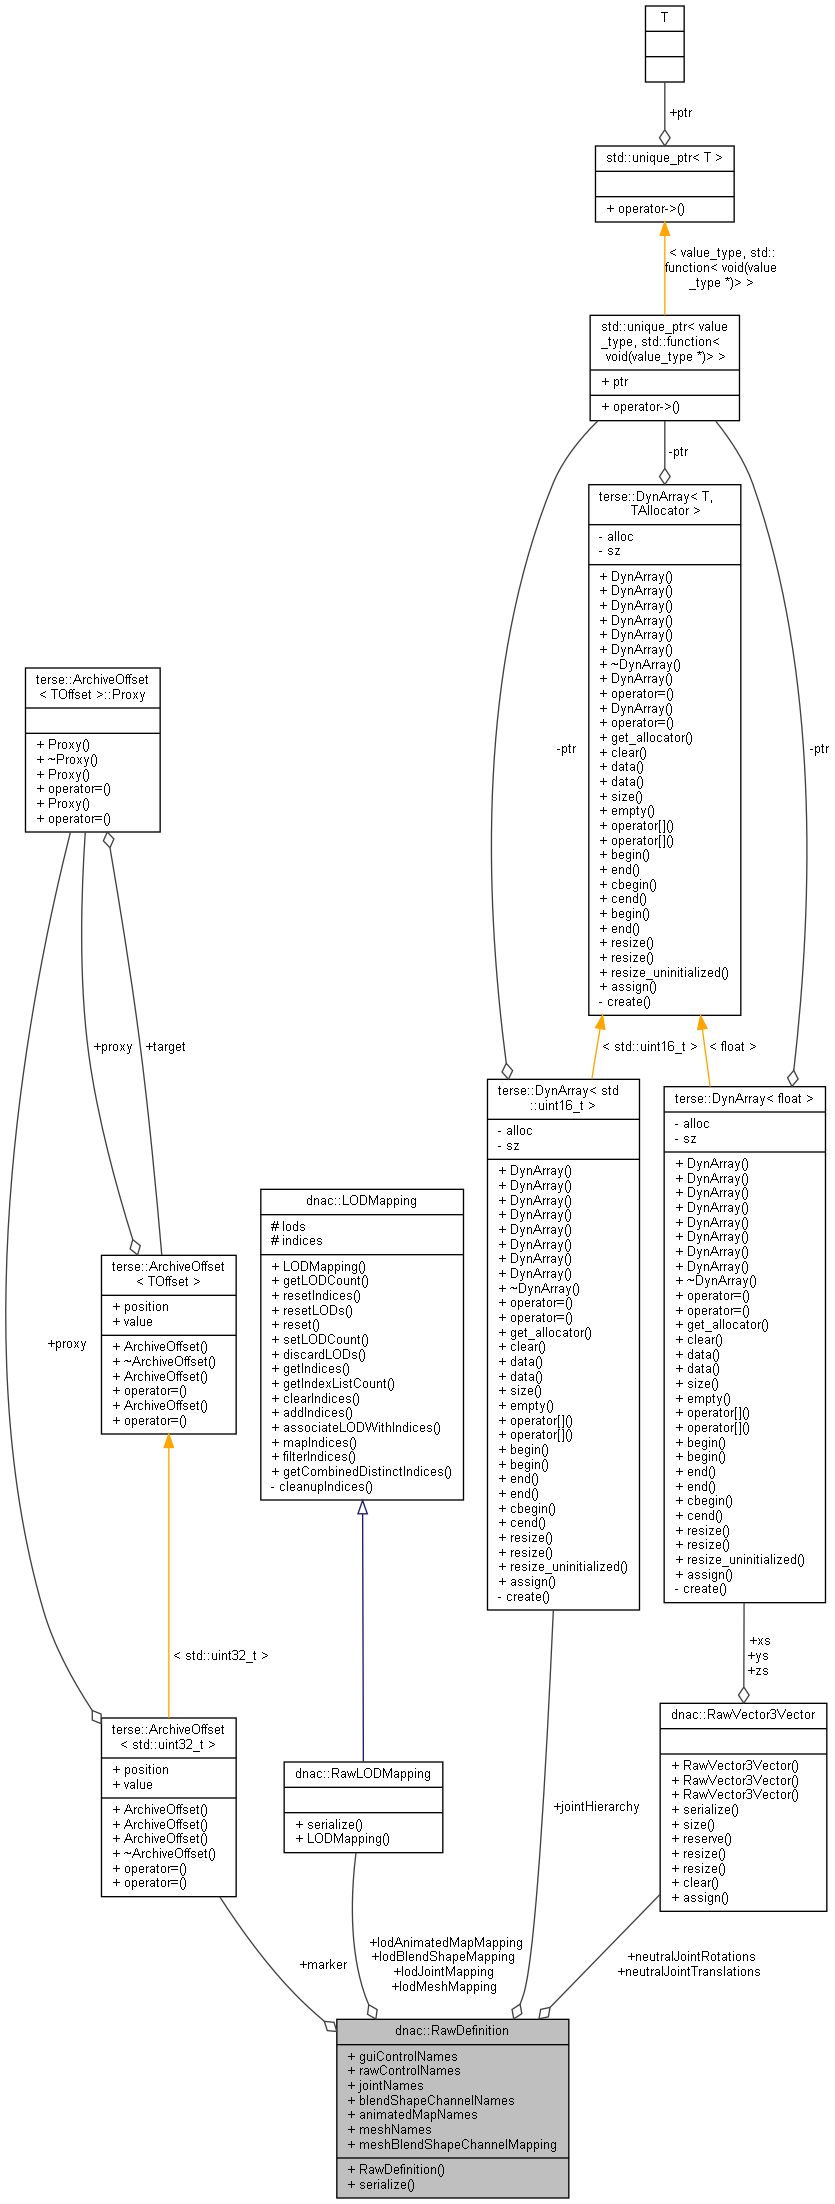 T
+ptr
std::unique_ptr< T >
+ operator->()
< value_type, std::
function< void(value
_type *)> >
std::unique_ptr< value
_type, std::function<
void(value_type *)> >
+ ptr
+ operator->()
-ptr
-ptr
-ptr
terse::DynArray< T,
TAllocator >
- alloc
- sz
+ DynArray()
+ DynArray()
+ DynArray()
+ DynArray()
+ DynArray()
+ DynArray()
+ ~DynArray()
+ DynArray()
+ operator=()
+ DynArray()
+ operator=()
+ get_allocator()
+ clear()
+ data()
+ data()
+ size()
+ empty()
+ operator[]()
+ operator[]()
+ begin()
+ end()
+ cbegin()
+ cend()
+ begin()
+ end()
+ resize()
+ resize()
+ resize_uninitialized()
+ assign()
- create()
terse::ArchiveOffset
< TOffset >::Proxy
+ Proxy()
+ ~Proxy()
+ Proxy()
+ operator=()
+ Proxy()
+ operator=()
+proxy
+target
< std::uint16_t >
< float >
terse::DynArray< std
::uint16_t >
- alloc
- sz
+ DynArray()
+ DynArray()
+ DynArray()
+ DynArray()
+ DynArray()
+ DynArray()
+ DynArray()
+ DynArray()
+ ~DynArray()
+ operator=()
+ operator=()
+ get_allocator()
+ clear()
+ data()
+ data()
+ size()
+ empty()
+ operator[]()
+ operator[]()
+ begin()
+ begin()
+ end()
+ end()
+ cbegin()
+ cend()
+ resize()
+ resize()
+ resize_uninitialized()
+ assign()
- create()
terse::DynArray< float >
- alloc
- sz
+ DynArray()
+ DynArray()
+ DynArray()
+ DynArray()
+ DynArray()
+ DynArray()
+ DynArray()
+ DynArray()
+ ~DynArray()
+ operator=()
+ operator=()
+ get_allocator()
+ clear()
+ data()
+ data()
+ size()
+ empty()
+ operator[]()
+ operator[]()
+ begin()
+ begin()
+ end()
+ end()
+ cbegin()
+ cend()
+ resize()
+ resize()
+ resize_uninitialized()
+ assign()
- create()
dnac::LODMapping
# lods
# indices
+ LODMapping()
+ getLODCount()
+ resetIndices()
+ resetLODs()
+ reset()
+ setLODCount()
+ discardLODs()
+ getIndices()
+ getIndexListCount()
+ clearIndices()
+ addIndices()
+ associateLODWithIndices()
+ mapIndices()
+ filterIndices()
+ getCombinedDistinctIndices()
- cleanupIndices()
terse::ArchiveOffset
< TOffset >
+ position
+ value
+ ArchiveOffset()
+ ~ArchiveOffset()
+ ArchiveOffset()
+ operator=()
+ ArchiveOffset()
+ operator=()
+proxy
< std::uint32_t >
+xs
+ys
+zs
terse::ArchiveOffset
< std::uint32_t >
+ position
+ value
+ ArchiveOffset()
+ ArchiveOffset()
+ ArchiveOffset()
+ ~ArchiveOffset()
+ operator=()
+ operator=()
dnac::RawLODMapping
+ serialize()
+ LODMapping()
dnac::RawVector3Vector
+ RawVector3Vector()
+ RawVector3Vector()
+ RawVector3Vector()
+ serialize()
+ size()
+ reserve()
+ resize()
+ resize()
+ clear()
+ assign()
+jointHierarchy
+marker
+lodAnimatedMapMapping
+lodBlendShapeMapping
+lodJointMapping
+lodMeshMapping
+neutralJointRotations
+neutralJointTranslations
dnac::RawDefinition
+ guiControlNames
+ rawControlNames
+ jointNames
+ blendShapeChannelNames
+ animatedMapNames
+ meshNames
+ meshBlendShapeChannelMapping
+ RawDefinition()
+ serialize()